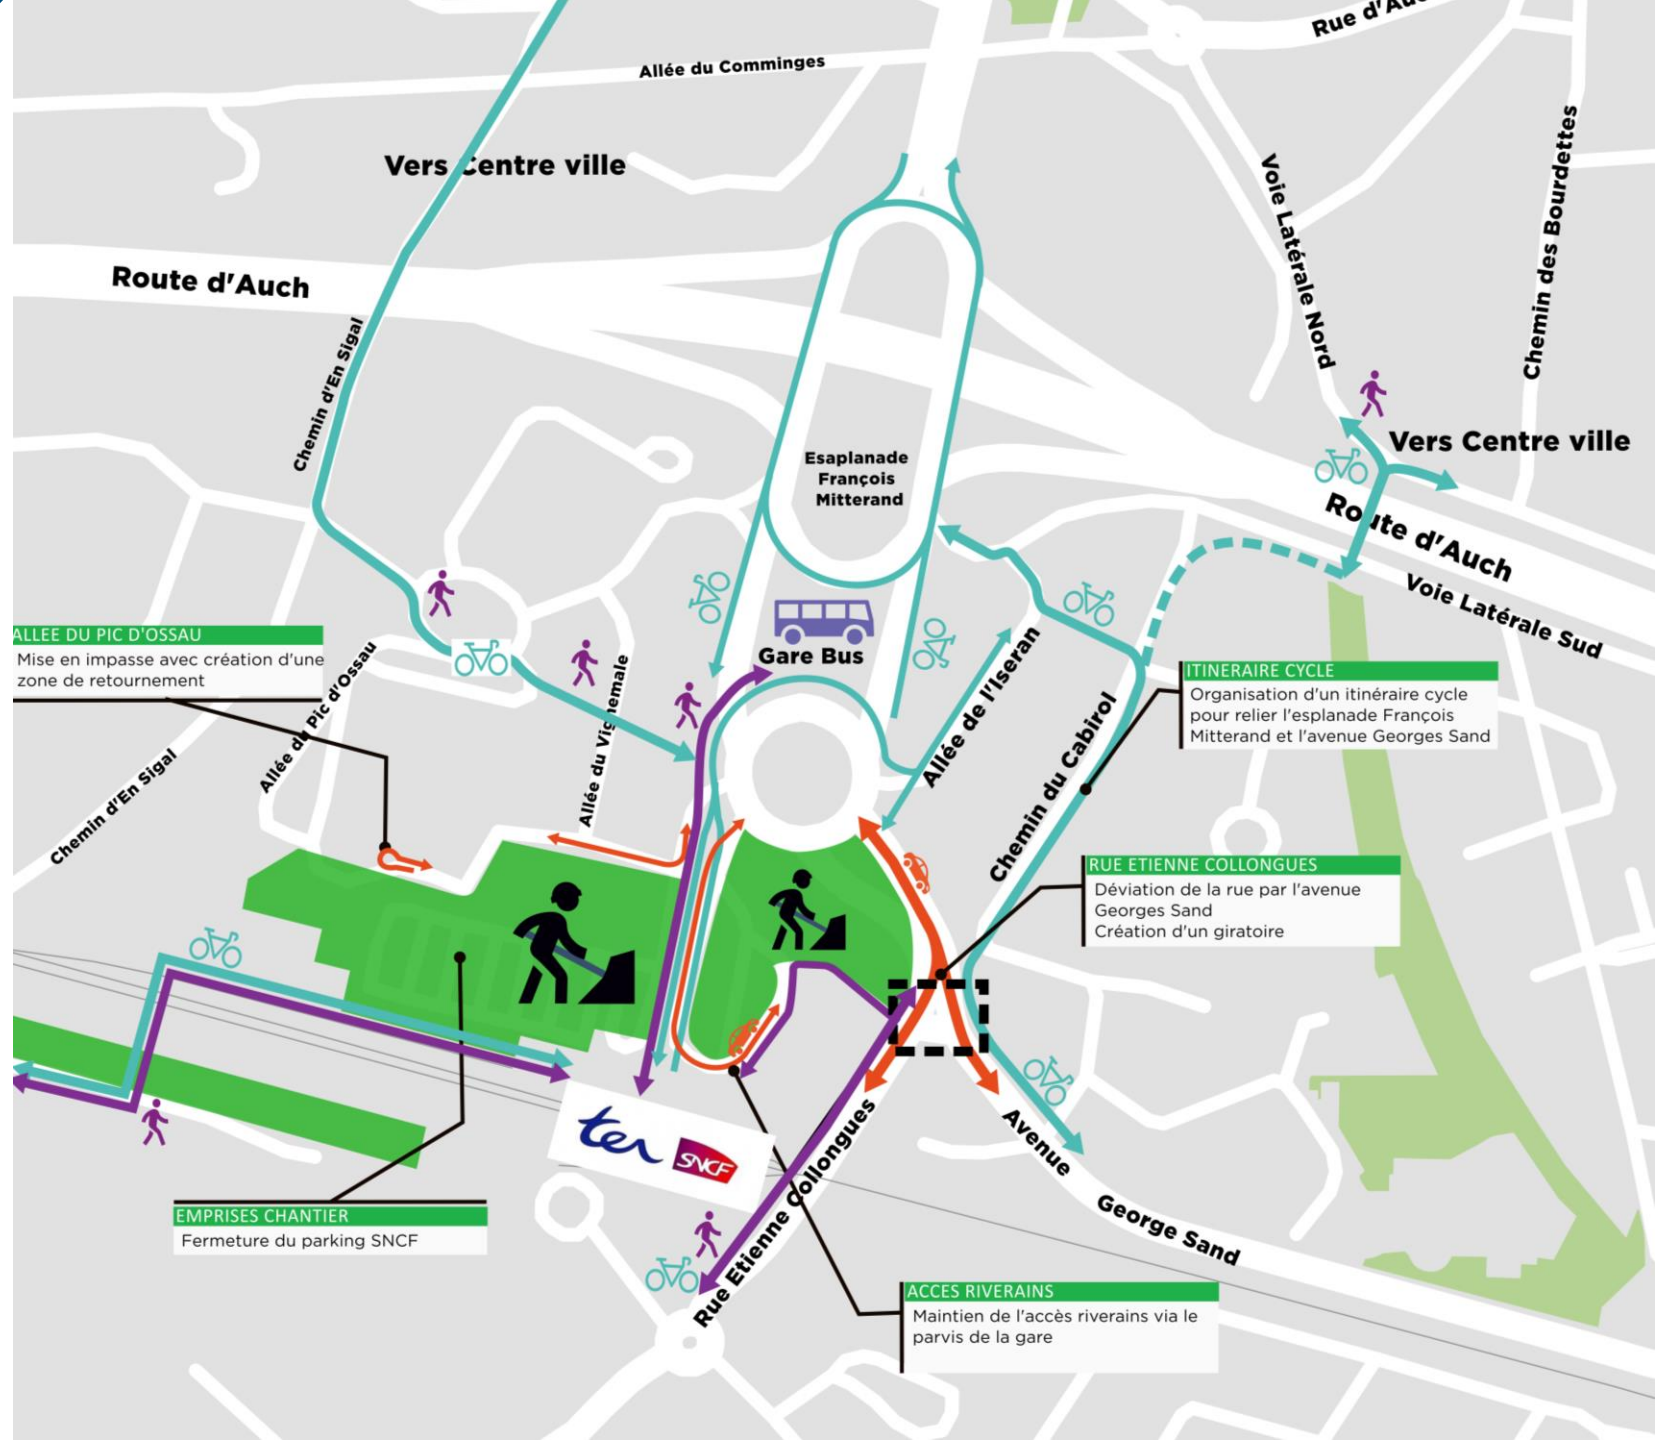 Rue d'Au
Allée du Comminges
Vers Centre ville
Voie Latérale Nord
Chemin des Bourdettes
Route d'Auch
Chemin d'En Sigal
Vers Centre ville
Esaplanade
François
Mitterand
Route d'Auch
Voie Latérale Sud
ALLEE DU PIC D'OSSAU
Mise en impasse avec création d'une
zone de retournement
Gare Bus
Allée du Pic d'Ossau
Allée du Vignemale
Allée de l'Iseran
Chemin du Cabirol
ITINERAIRE CYCLE
Organisation d'un itinéraire cycle
pour relier l'esplanade François
Mitterand et l'avenue Georges Sand
Chemin d'En Sigal
RUE ETIENNE COLLONGUES
Déviation de la rue par l'avenue
Georges Sand
Création d'un giratoire
ter
SNCF
Rue Etienne Collongues
Avenue
George Sand
EMPRISES CHANTIER
Fermeture du parking SNCF
ACCES RIVERAINS
Maintien de l'accès riverains via le
parvis de la gare